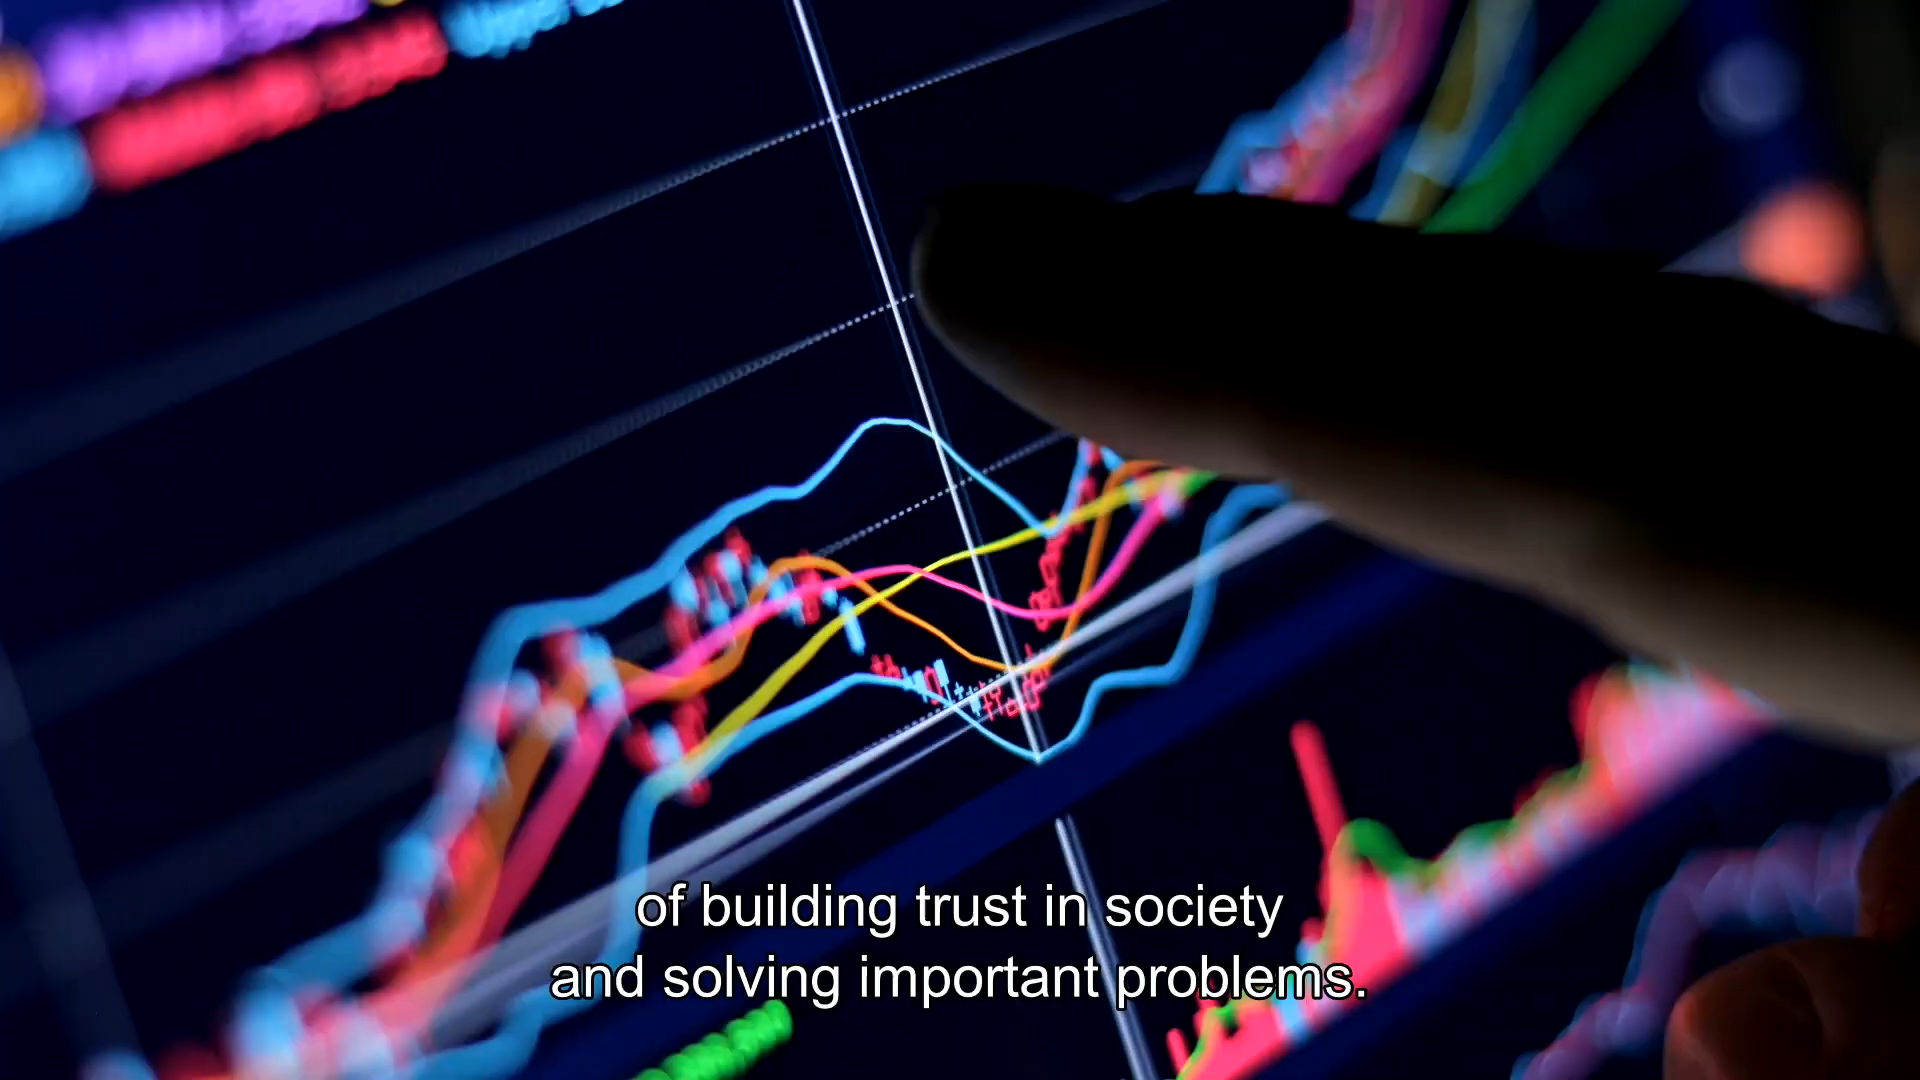 of building trust in society
and solving important problems.